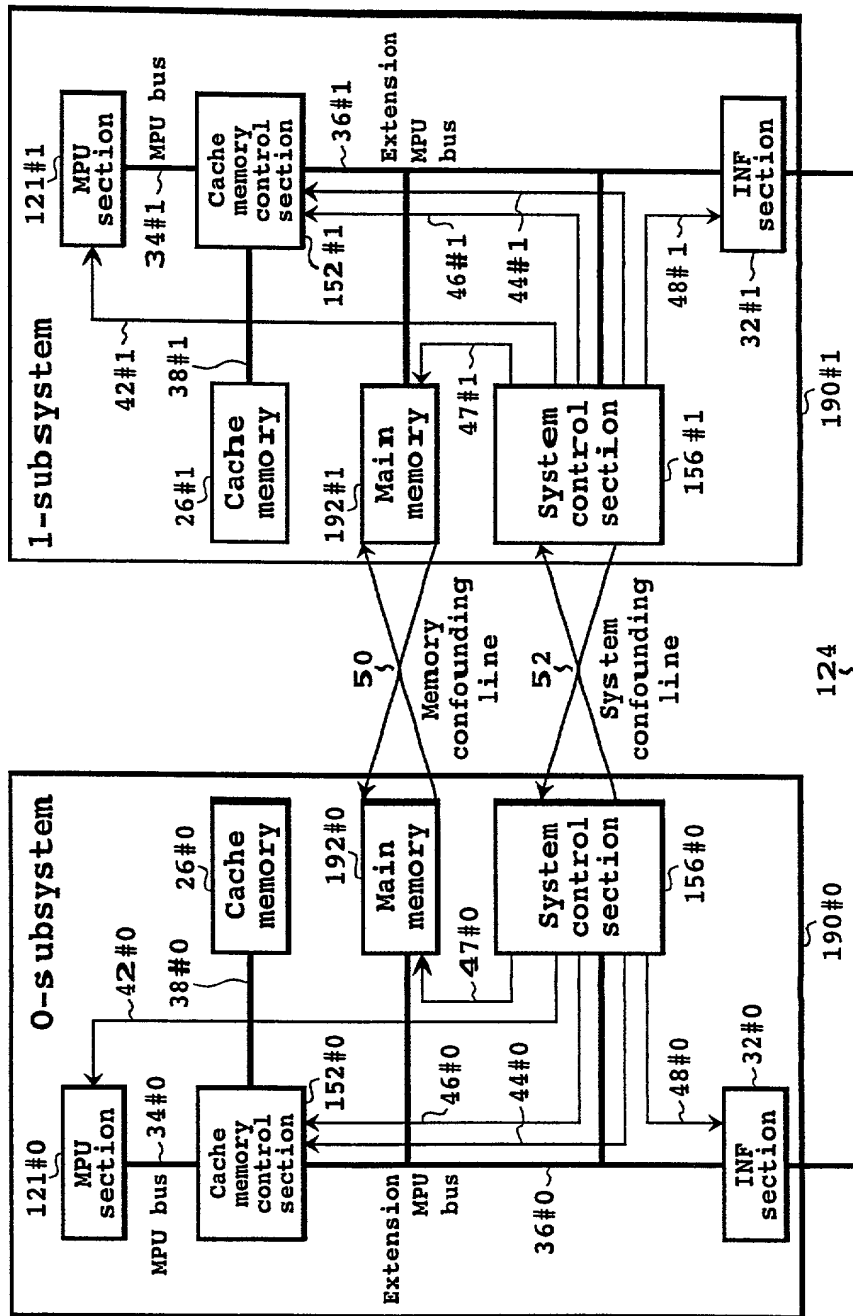 0-subsystem
121#0
MPU
section
42#0
MPU bus
34#0
38#0
26#0
Cache
memory
Cache
memory
control
section
152#0
192#0
Main
memory
46#0
47#0
44#0
Extension
MPU
bus
36#0
System
control
section
156#0
48#0
INF
section
32#0
190#0
50
Memory
confounding
line
52
System
confounding
line
124
1-subsystem
121#1
MPU
section
42#1
34#1
MPU bus
38#1
26#1
Cache
memory
Cache
memory
control
section
152#1
36#1
192#1
Main
memory
47#1
46#1
44#1
Extension
MPU
bus
System
control
section
156#1
48#1
INF
section
32#1
190#1